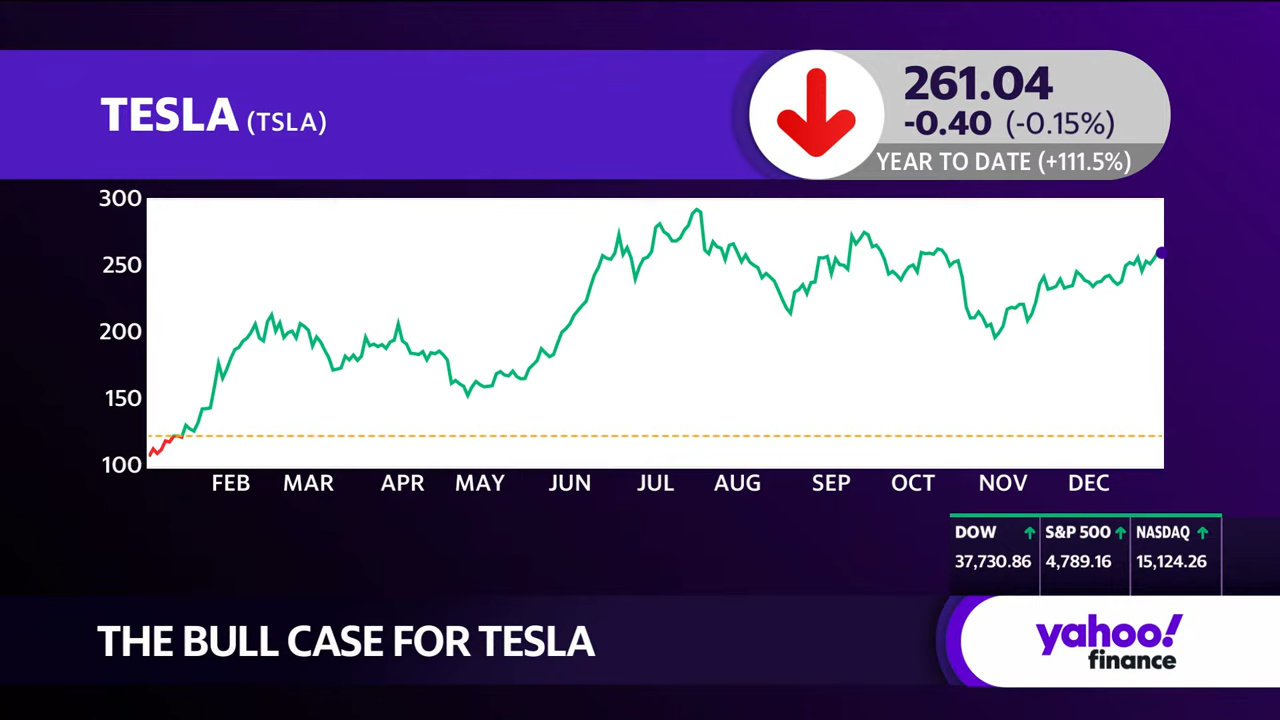 TESLA (TSLA)
261.04
-0.40 (-0.15%)
YEAR TO DATE (+111.5%)
300
250
200
150
100
FEB MAR APR MAY JUN JUL AUG SEP OCT NOV DEC
DOW S&P 500 NASDAQ
37,730.86 4,789.16 15,124.26
THE BULL CASE FOR TESLA
yahoo!
finance